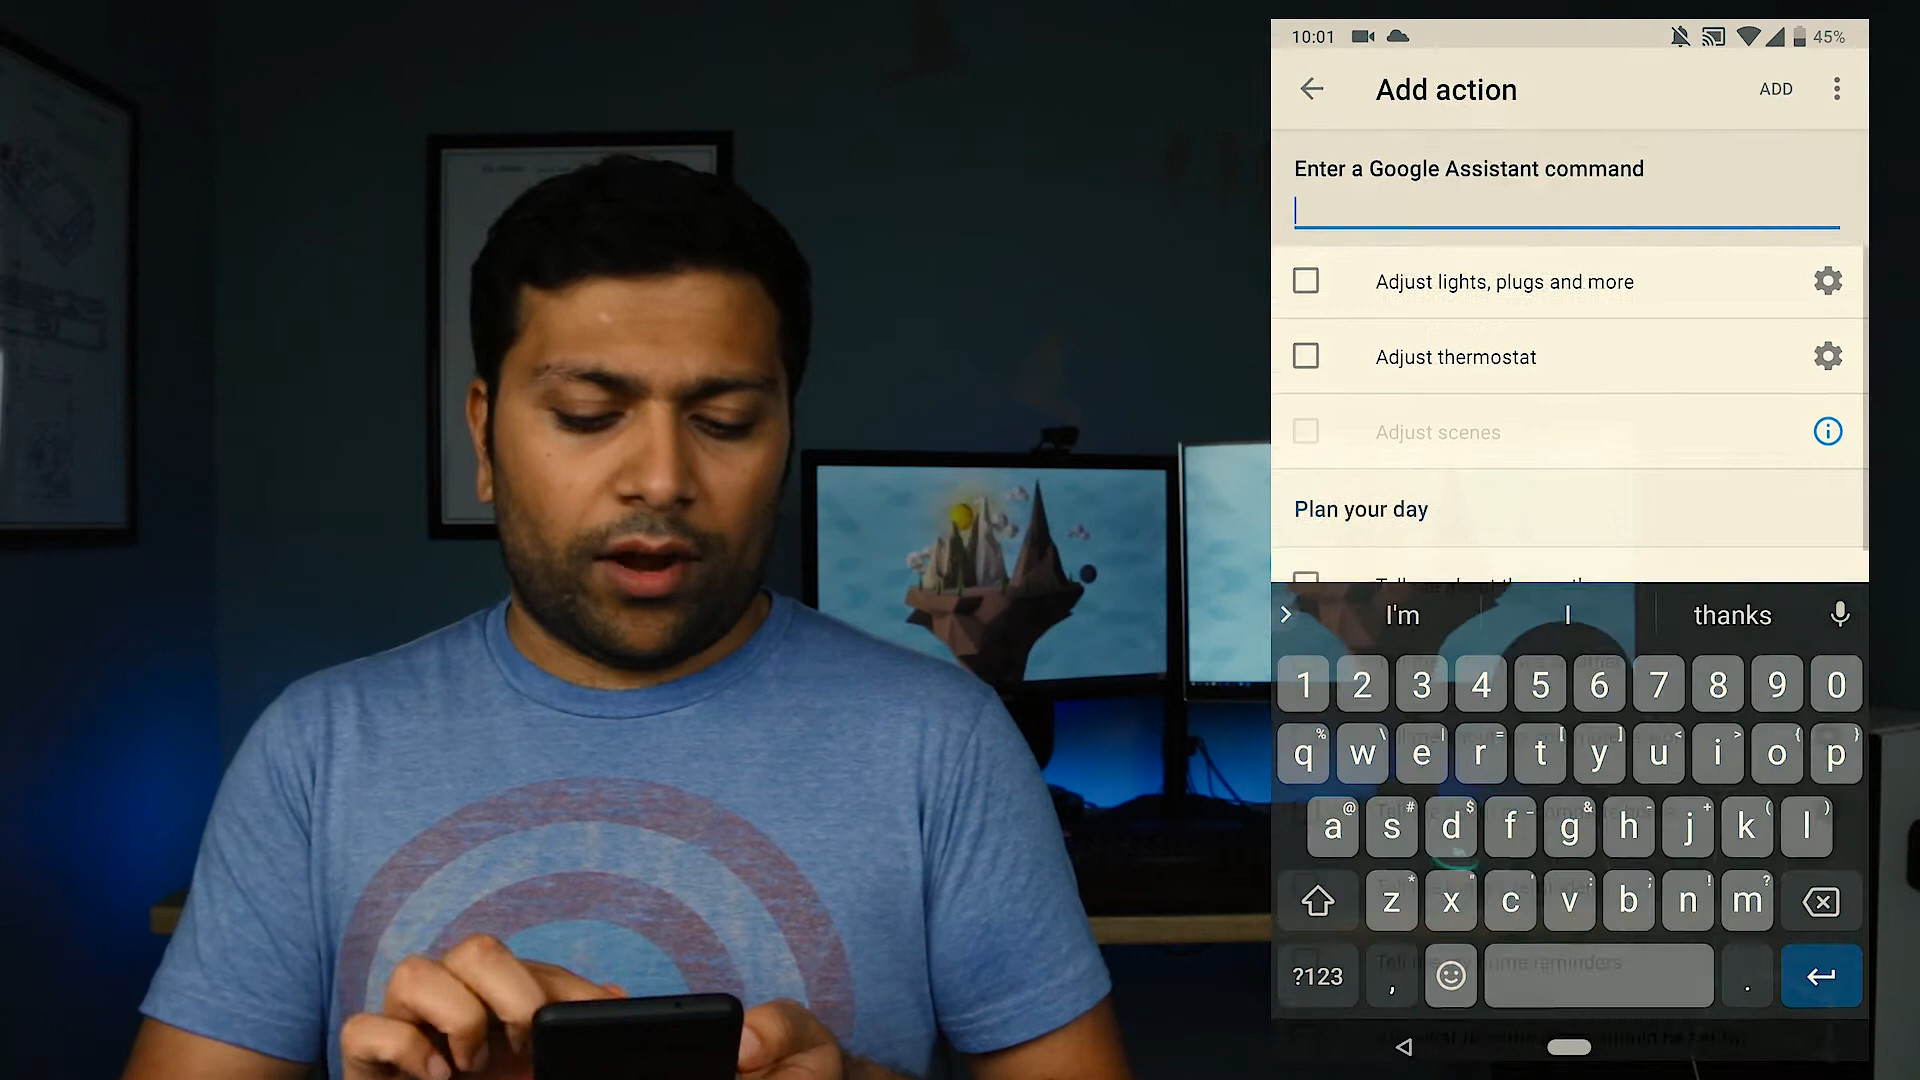 10:01 45%
Add action ADD
Enter a Google Assistant command
Adjust lights, plugs and more
Adjust thermostat
Adjust scenes
Plan your day
I'm I thanks
1 2 3 4 5 6 7 8 9 0
% \ | = [ ] < > { }
q w e r t y u i o p
@ # $ _ & - + ( )
a s d f g h j k l
* " ' : ; ! ?
z x c v b n m
?123 , .